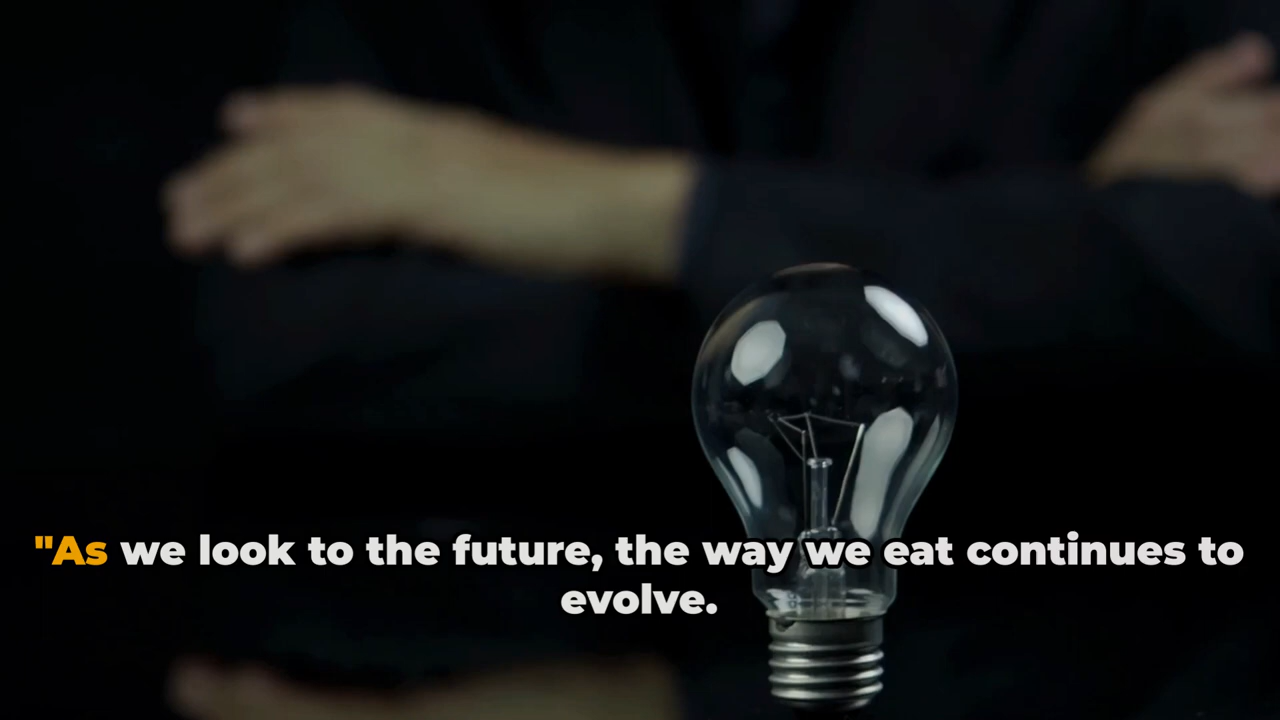 "As we look to the future, the way we eat continues to
evolve.